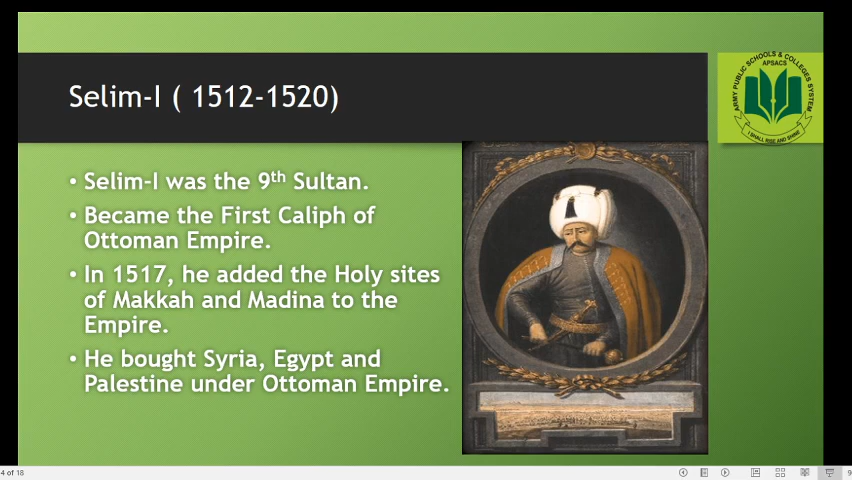 Selim-I ( 1512-1520)
ARMY PUBLIC SCHOOLS & COLLEGES SYSTEM
APSACS
I SHALL RISE AND SHINE
• Selim-I was the 9th Sultan.
• Became the First Caliph of
Ottoman Empire.
• In 1517, he added the Holy sites
of Makkah and Madina to the
Empire.
• He bought Syria, Egypt and
Palestine under Ottoman Empire.
4 of 18
9